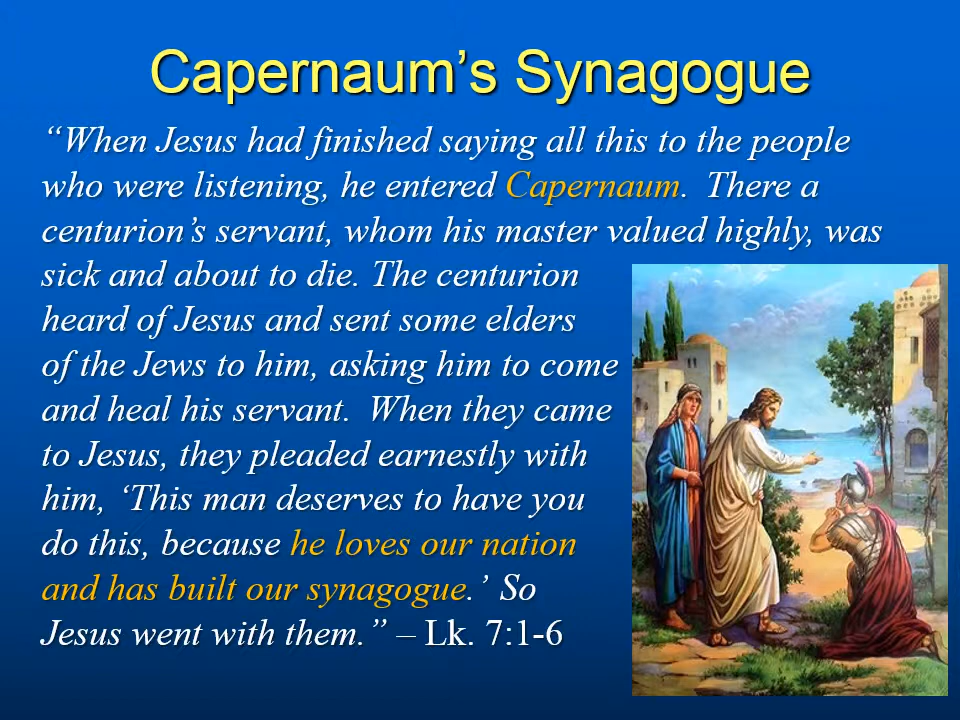 Capernaum’s Synagogue
“When Jesus had finished saying all this to the people
who were listening, he entered Capernaum.  There a
centurion’s servant, whom his master valued highly, was
sick and about to die. The centurion
heard of Jesus and sent some elders
of the Jews to him, asking him to come
and heal his servant.  When they came
to Jesus, they pleaded earnestly with
him, ‘This man deserves to have you
do this, because he loves our nation
and has built our synagogue.’ So
Jesus went with them.” – Lk. 7:1-6